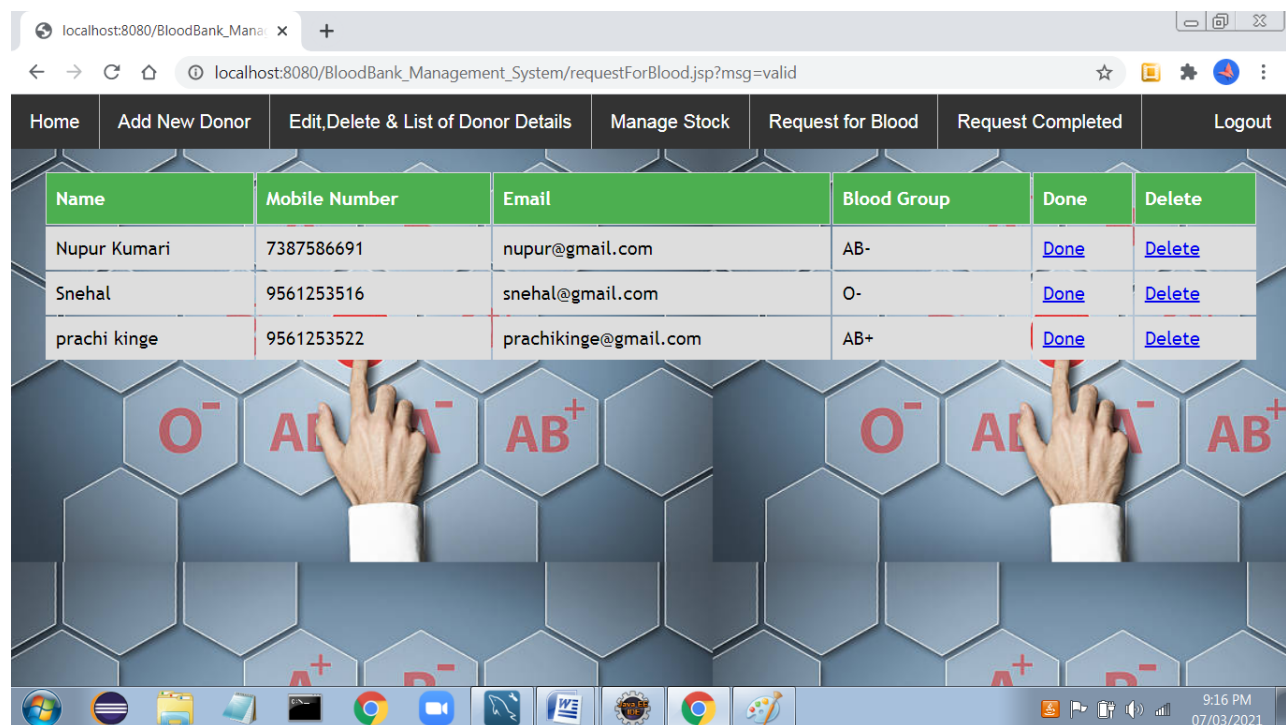 localhost:8080/BloodBank_Mana
localhost:8080/BloodBank_Management_System/requestForBlood.jsp?msg=valid
Home Add New Donor Edit,Delete & List of Donor Details Manage Stock Request for Blood Request Completed Logout
Name Mobile Number Email Blood Group Done Delete
Nupur Kumari 7387586691 nupur@gmail.com AB- Done Delete
Snehal 9561253516 snehal@gmail.com O- Done Delete
prachi kinge 9561253522 prachikinge@gmail.com AB+ Done Delete
O- A- AB+ O- A- AB+
A+ A+
9:16 PM
07/03/2021